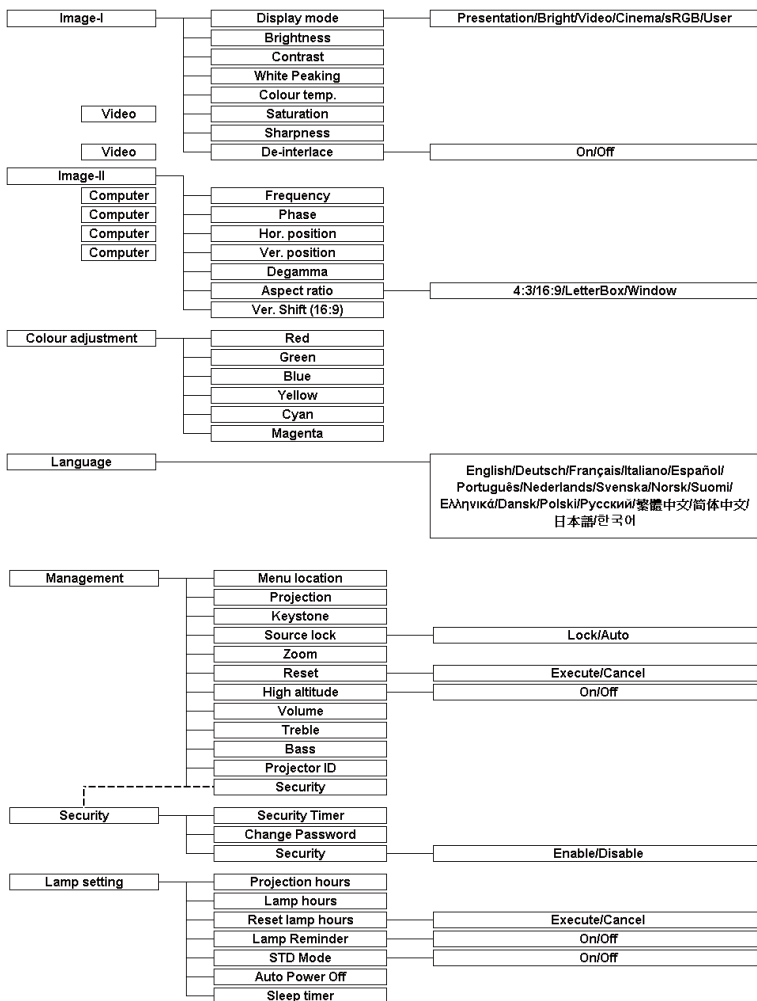 Image-I Display mode Presentation/Bright/Video/Cinema/sRGB/User
Brightness
Contrast
White Peaking
Colour temp.
Video Saturation
Sharpness
Video De-interlace On/Off
Image-II
Computer Frequency
Computer Phase
Computer Hor. position
Computer Ver. position
Degamma
Aspect ratio 4:3/16:9/LetterBox/Window
Ver. Shift (16:9)
Colour adjustment Red
Green
Blue
Yellow
Cyan
Magenta
Language
English/Deutsch/Français/Italiano/Español/
Português/Nederlands/Svenska/Norsk/Suomi/
Ελληνικά/Dansk/Polski/Русский/繁體中文/简体中文/
日本語/한국어
Management Menu location
Projection
Keystone
Source lock Lock/Auto
Zoom
Reset Execute/Cancel
High altitude On/Off
Volume
Treble
Bass
Projector ID
Security
Security Security Timer
Change Password
Security Enable/Disable
Lamp setting Projection hours
Lamp hours
Reset lamp hours Execute/Cancel
Lamp Reminder On/Off
STD Mode On/Off
Auto Power Off
Sleep timer